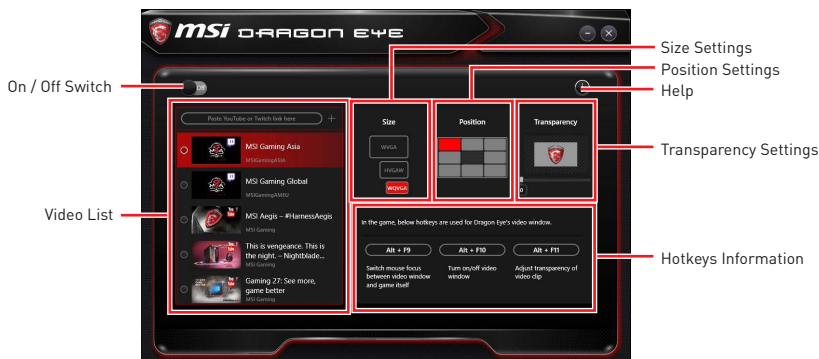 msi DRAGON EYE
Size Settings
Position Settings
On / Off Switch
Off
Help
Paste YouTube or Twitch link here
Size
Position
Transparency
WVGA
HVGAW
WQVGA
0
Transparency Settings
MSI Gaming Asia
MSIGamingASIA
MSI Gaming Global
MSIGamingAMEU
Video List
MSI Aegis – #HarnessAegis
MSI Gaming
This is vengeance. This is
the night. – Nightblade...
MSI Gaming
Gaming 27: See more,
game better
MSI Gaming
In the game, below hotkeys are used for Dragon Eye's video window.
Alt + F9
Alt + F10
Alt + F11
Switch mouse focus
between video window
and game itself
Turn on/off video
window
Adjust transparency of
video clip
Hotkeys Information